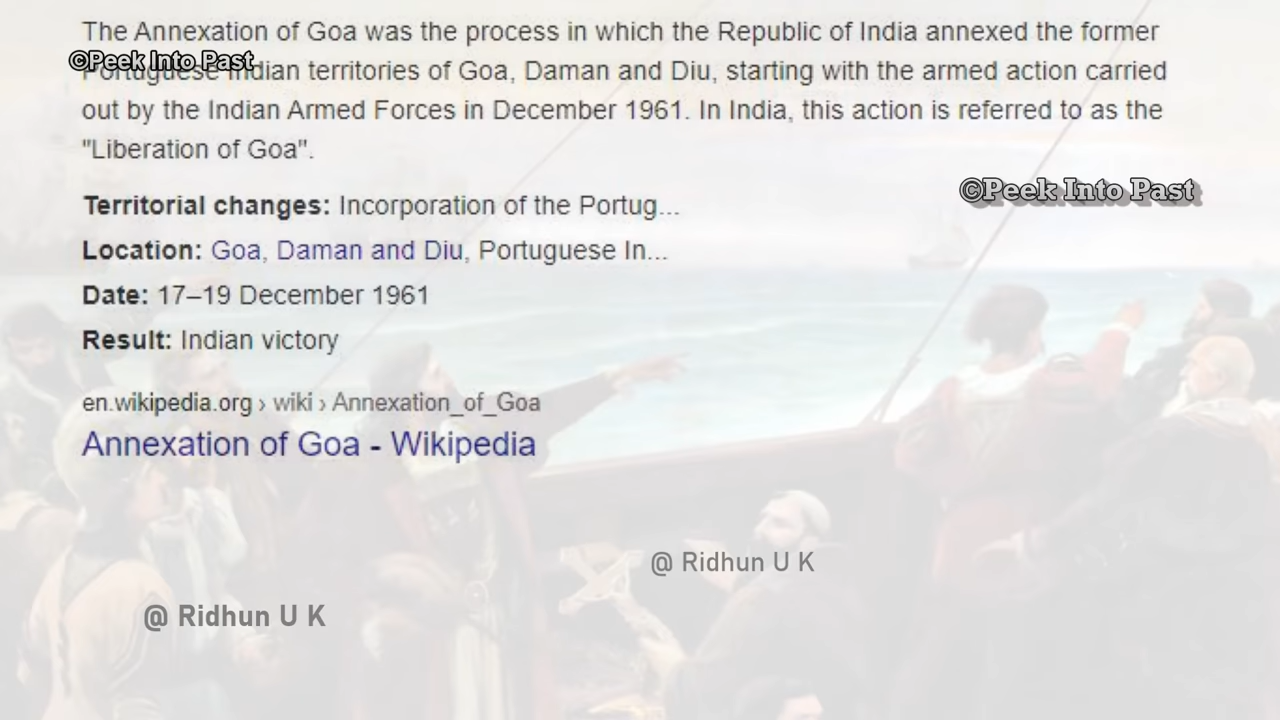 The Annexation of Goa was the process in which the Republic of India annexed the former
©Peek Into Past
Portuguese Indian territories of Goa, Daman and Diu, starting with the armed action carried
out by the Indian Armed Forces in December 1961. In India, this action is referred to as the
"Liberation of Goa".
©Peek Into Past
Territorial changes: Incorporation of the Portug...
Location: Goa, Daman and Diu, Portuguese In...
Date: 17–19 December 1961
Result: Indian victory
en.wikipedia.org › wiki › Annexation_of_Goa
Annexation of Goa - Wikipedia
@ Ridhun U K
@ Ridhun U K